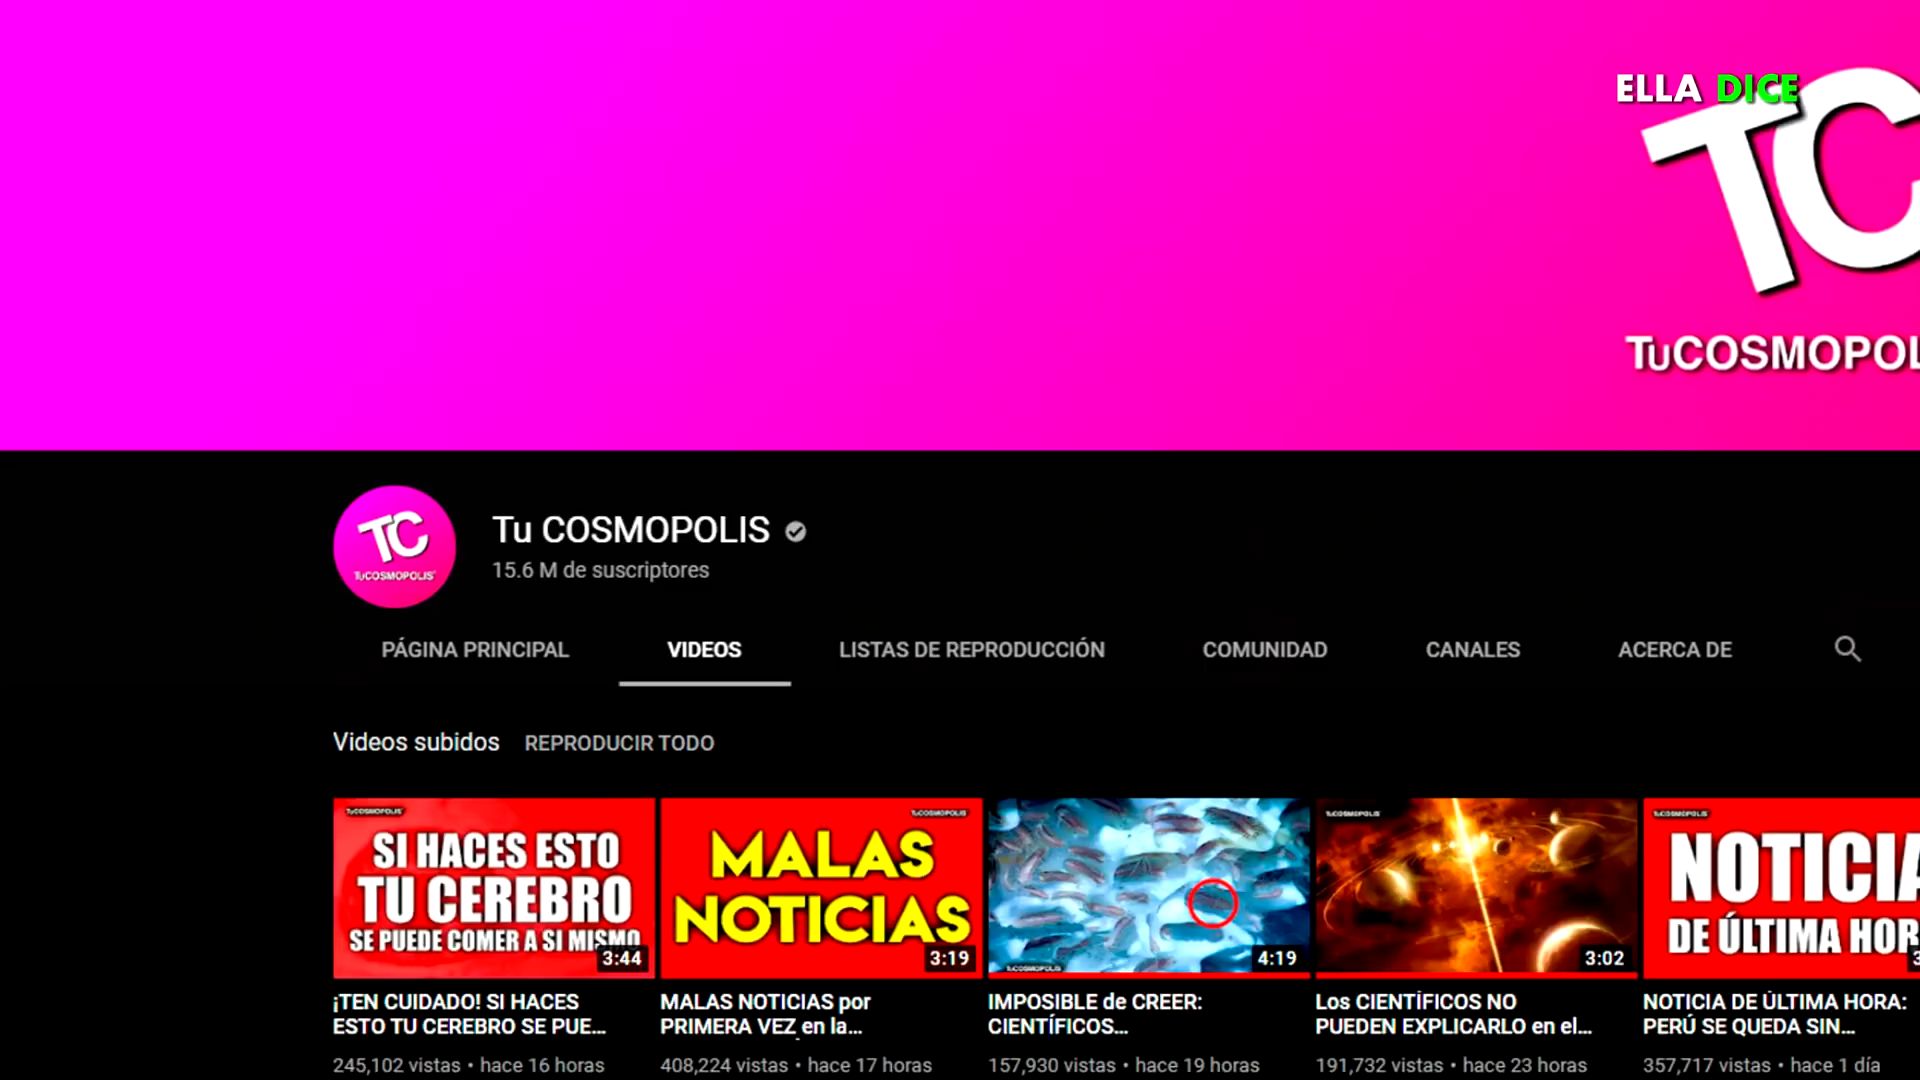 ELLA DICE
TC
TuCOSMOPOL
TC
TuCOSMOPOLIS
Tu COSMOPOLIS
15.6 M de suscriptores
PÁGINA PRINCIPAL
VIDEOS
LISTAS DE REPRODUCCIÓN
COMUNIDAD
CANALES
ACERCA DE
Videos subidos
REPRODUCIR TODO
TuCOSMOPOLIS
SI HACES ESTO
TU CEREBRO
SE PUEDE COMER A SI MISMO
3:44
¡TEN CUIDADO! SI HACES
ESTO TU CEREBRO SE PUE...
245,102 vistas • hace 16 horas
TuCOSMOPOLIS
MALAS
NOTICIAS
3:19
MALAS NOTICIAS por
PRIMERA VEZ en la...
408,224 vistas • hace 17 horas
TuCOSMOPOLIS
4:19
IMPOSIBLE de CREER:
CIENTÍFICOS...
157,930 vistas • hace 19 horas
TuCOSMOPOLIS
3:02
Los CIENTÍFICOS NO
PUEDEN EXPLICARLO en el...
191,732 vistas • hace 23 horas
TuCOSMOPOLIS
NOTICIA
DE ÚLTIMA HOR
3
NOTICIA DE ÚLTIMA HORA:
PERÚ SE QUEDA SIN...
357,717 vistas • hace 1 día